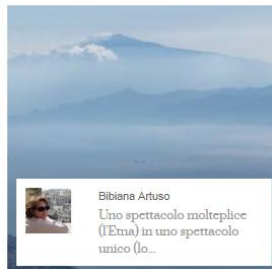 Bibiana Artuso
Uno spettacolo molteplice
(l'Etna) in uno spettacolo
unico (lo...